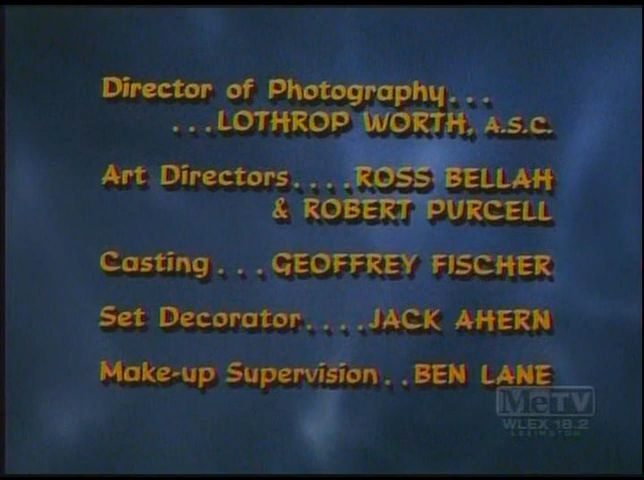 Director of Photography...
...LOTHROP WORTH, A.S.C.
Art Directors....ROSS BELLAH
& ROBERT PURCELL
Casting...GEOFFREY FISCHER
Set Decorator....JACK AHERN
Make-up Supervision..BEN LANE
MeTV
WLEX 18.2
LEXINGTON